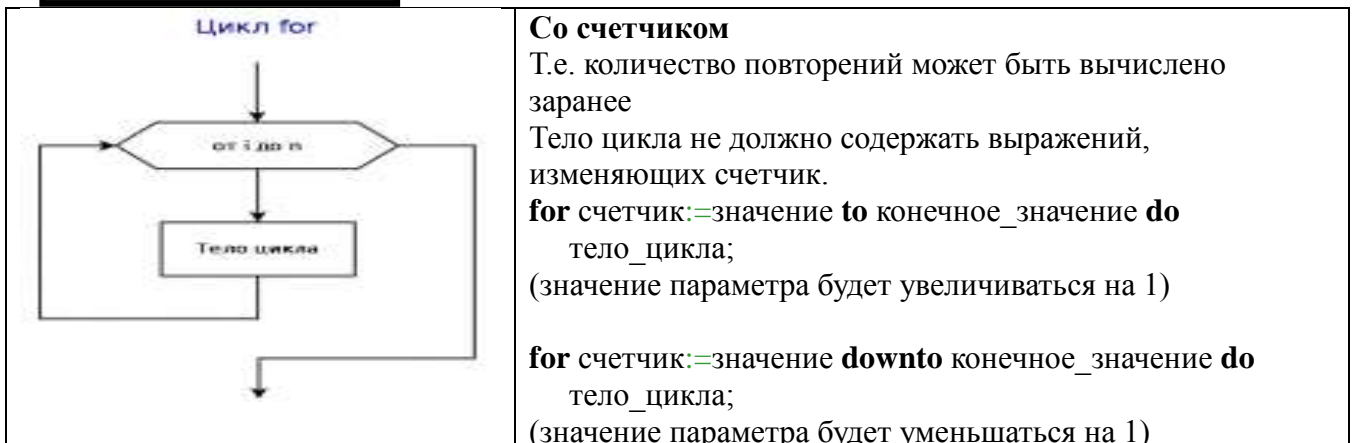 Цикл for
от i до n
Тело цикла
Со счетчиком
Т.е. количество повторений может быть вычислено
заранее
Тело цикла не должно содержать выражений,
изменяющих счетчик.
for счетчик:=значение to конечное_значение do
тело_цикла;
(значение параметра будет увеличиваться на 1)
for счетчик:=значение downto конечное_значение do
тело_цикла;
(значение параметра будет уменьшаться на 1)